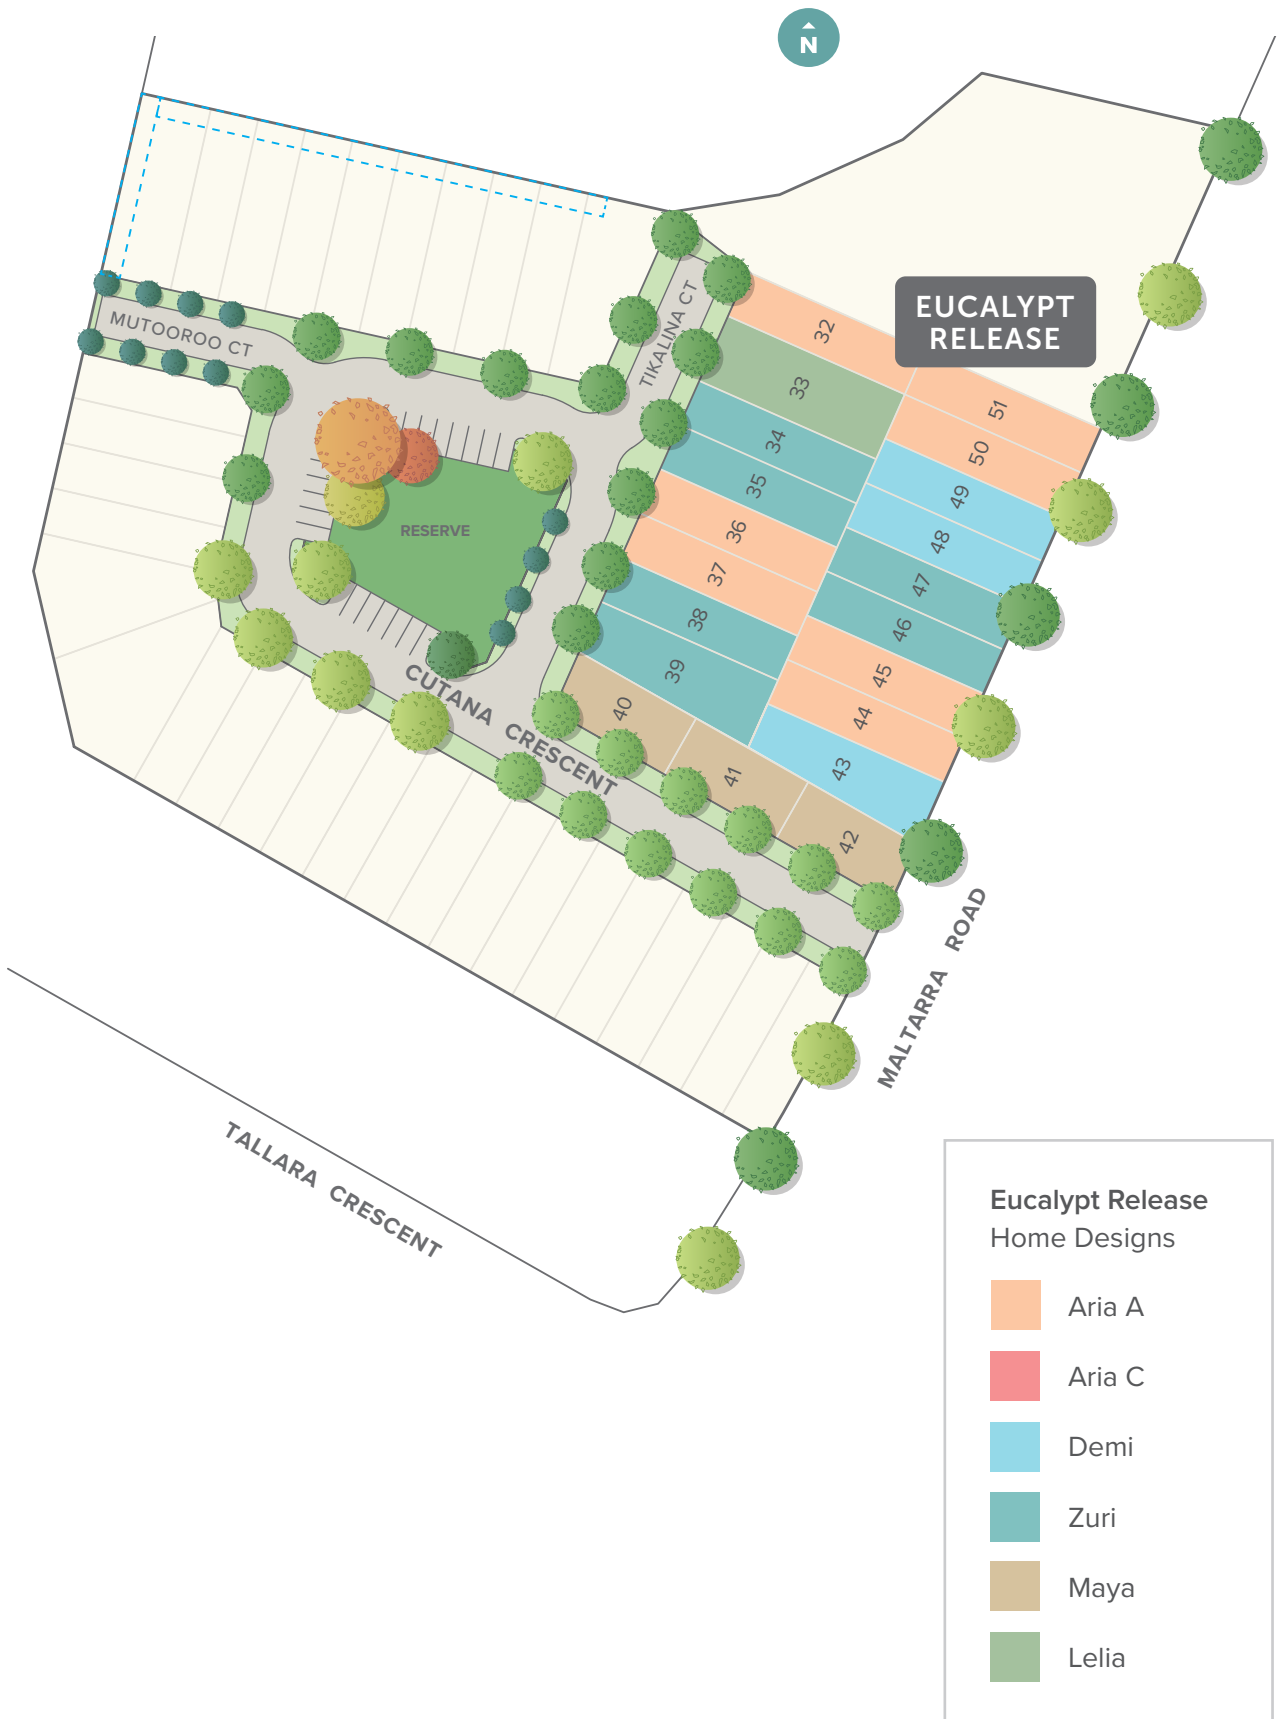 N
EUCALYPT
RELEASE
MUTOOROO CT
TIKALINA CT
RESERVE
CUTANA CRESCENT
32
33
34
35
36
37
38
39
40
41
42
43
44
45
46
47
48
49
50
51
MALTARRA ROAD
TALLARA CRESCENT
Eucalypt Release
Home Designs
Aria A
Aria C
Demi
Zuri
Maya
Lelia